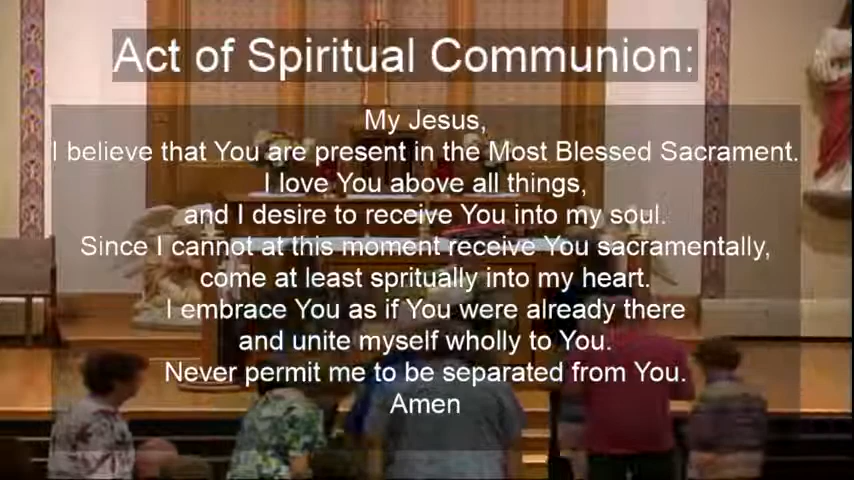 Act of Spiritual Communion:
My Jesus,
I believe that You are present in the Most Blessed Sacrament.
I love You above all things,
and I desire to receive You into my soul.
Since I cannot at this moment receive You sacramentally,
come at least spritually into my heart.
I embrace You as if You were already there
and unite myself wholly to You.
Never permit me to be separated from You.
Amen